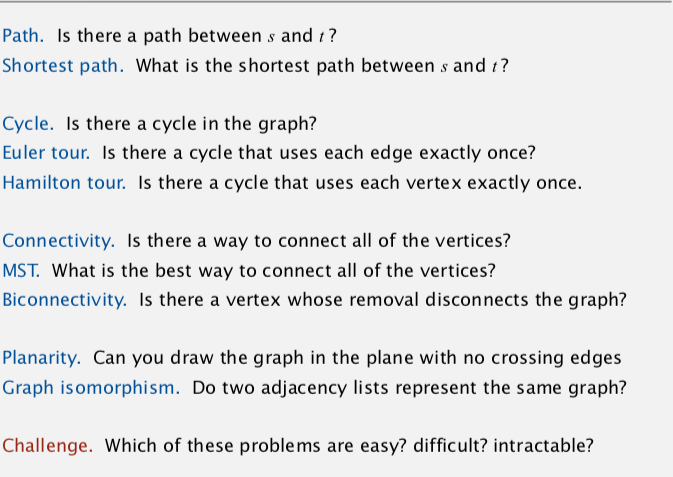 Path. Is there a path between s and t ?
Shortest path. What is the shortest path between s and t ?
Cycle. Is there a cycle in the graph?
Euler tour. Is there a cycle that uses each edge exactly once?
Hamilton tour. Is there a cycle that uses each vertex exactly once.
Connectivity. Is there a way to connect all of the vertices?
MST. What is the best way to connect all of the vertices?
Biconnectivity. Is there a vertex whose removal disconnects the graph?
Planarity. Can you draw the graph in the plane with no crossing edges
Graph isomorphism. Do two adjacency lists represent the same graph?
Challenge. Which of these problems are easy? difficult? intractable?